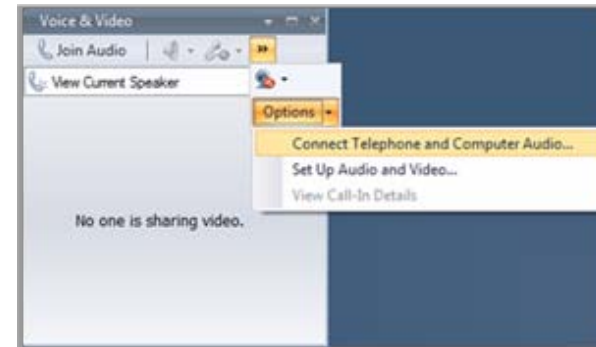 Voice & Video
Join Audio
View Current Speaker
Options
Connect Telephone and Computer Audio...
Set Up Audio and Video...
View Call-In Details
No one is sharing video.